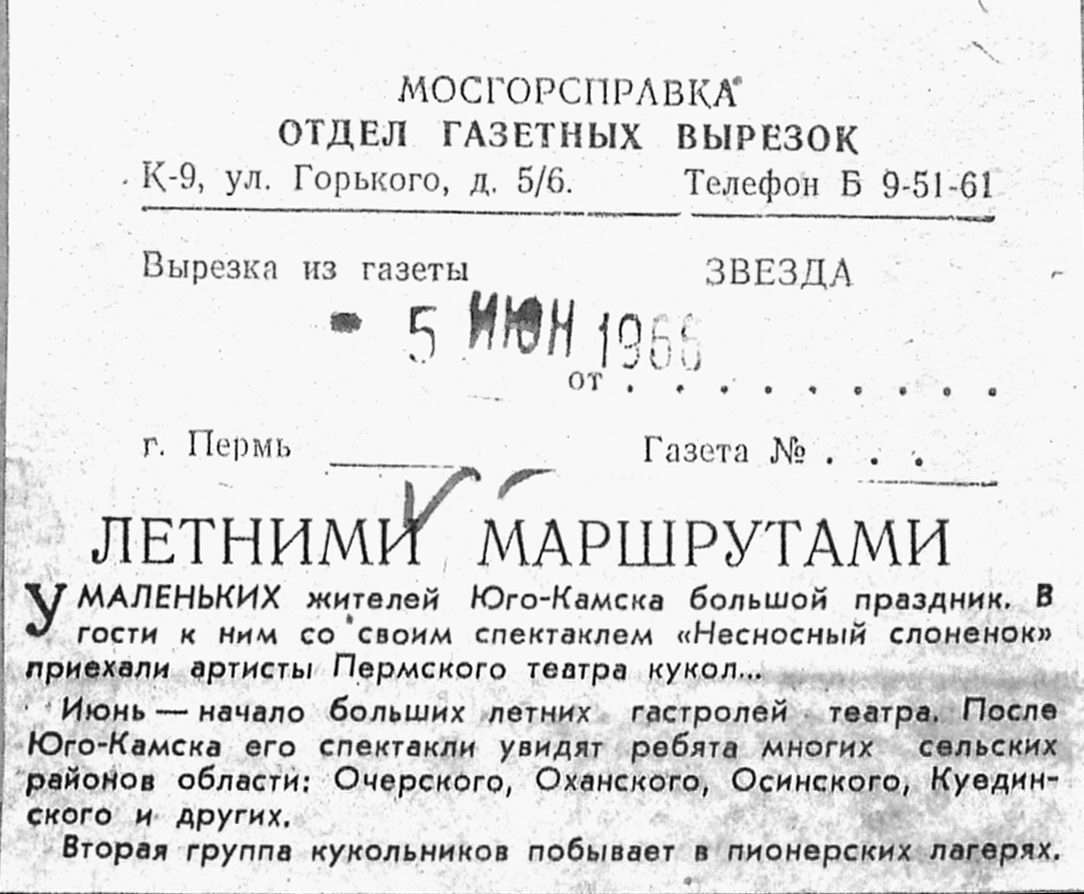 МОСГОРСПРАВКА
ОТДЕЛ ГАЗЕТНЫХ ВЫРЕЗОК
К-9, ул. Горького, д. 5/6. Телефон Б 9-51-61
Вырезка из газеты ЗВЕЗДА
- 5 ИЮН 1966
от . . . . . . . . .
г. Пермь Газета № . . .
ЛЕТНИМИ МАРШРУТАМИ
У МАЛЕНЬКИХ жителей Юго-Камска большой праздник. В
гости к ним со своим спектаклем «Несносный слоненок»
приехали артисты Пермского театра кукол...
Июнь — начало больших летних гастролей театра. После
Юго-Камска его спектакли увидят ребята многих сельских
районов области: Очерского, Оханского, Осинского, Куедин-
ского и других.
Вторая группа кукольников побывает в пионерских лагерях.